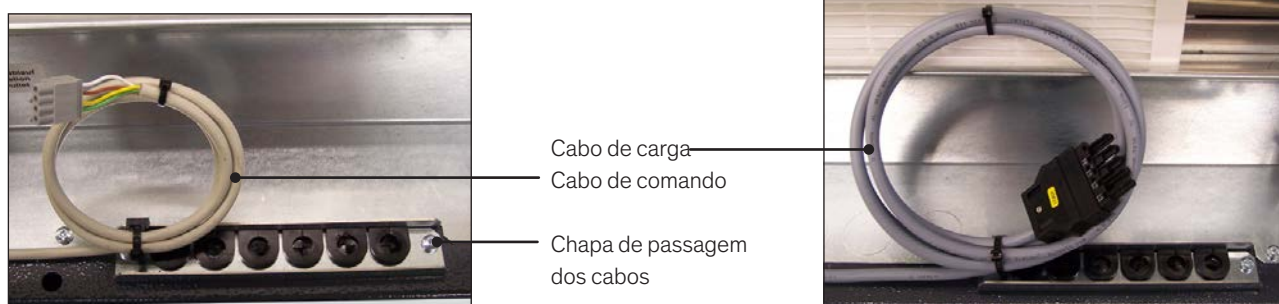 Cabo de carga
Cabo de comando
Chapa de passagem
dos cabos